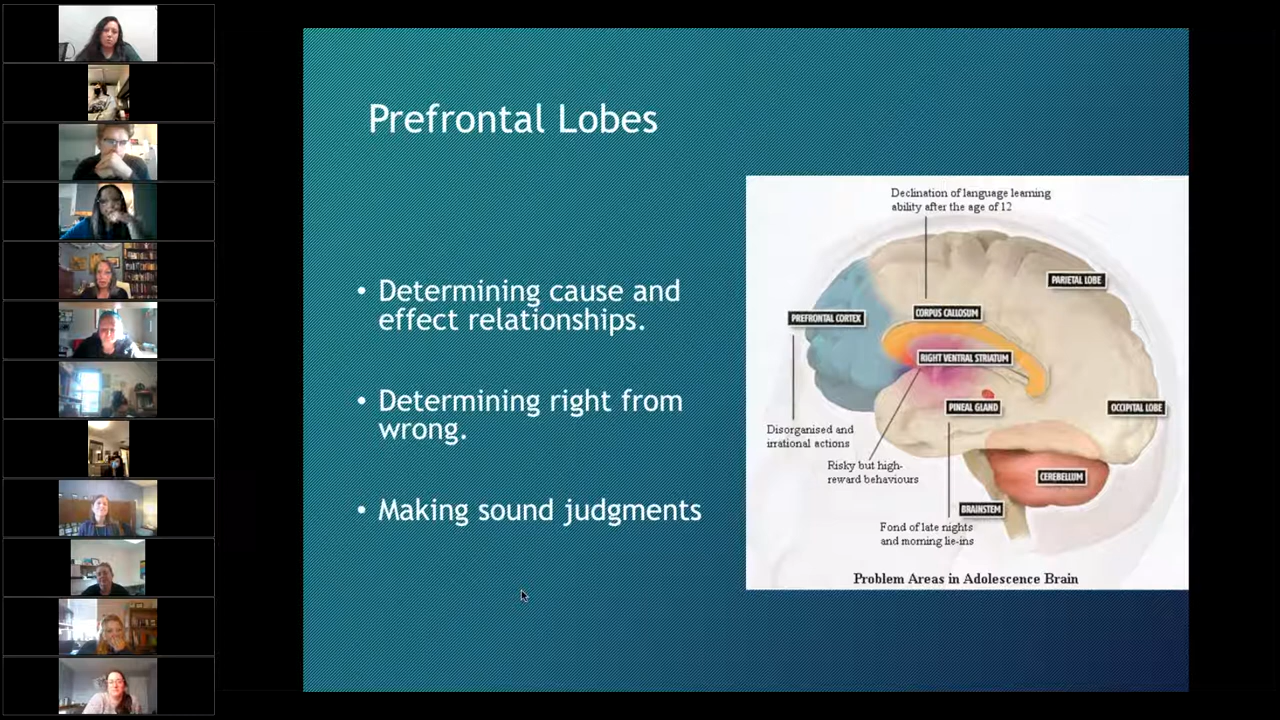 Prefrontal Lobes
Determining cause and
effect relationships.
• Determining right from
wrong.
• Making sound judgments
Declination of language learning
ability after the age of 12
PARIETAL LOBE
CORPUS CALLOSUM
PREFRONTAL CORTEX
RIGHT VENTRAL STRIATUM
PINEAL GLAND
OCCIPITAL LOBE
Disorganised and
irrational actions
Risky but high-
reward behaviours
CEREBELLUM
BRAINSTEM
Fond of late nights
and morning lie-ins
Problem Areas in Adolescence Brain